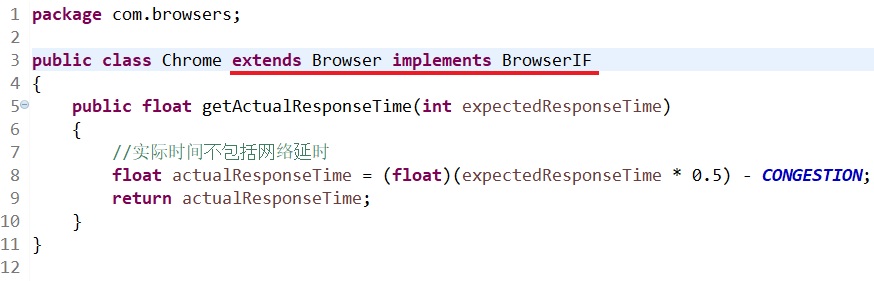 1 package com.browsers;
2
3 public class Chrome extends Browser implements BrowserIF
4 {
5 public float getActualResponseTime(int expectedResponseTime)
6 {
7 //实际时间不包括网络延时
8 float actualResponseTime = (float)(expectedResponseTime * 0.5) - CONGESTION;
9 return actualResponseTime;
10 }
11 }
12